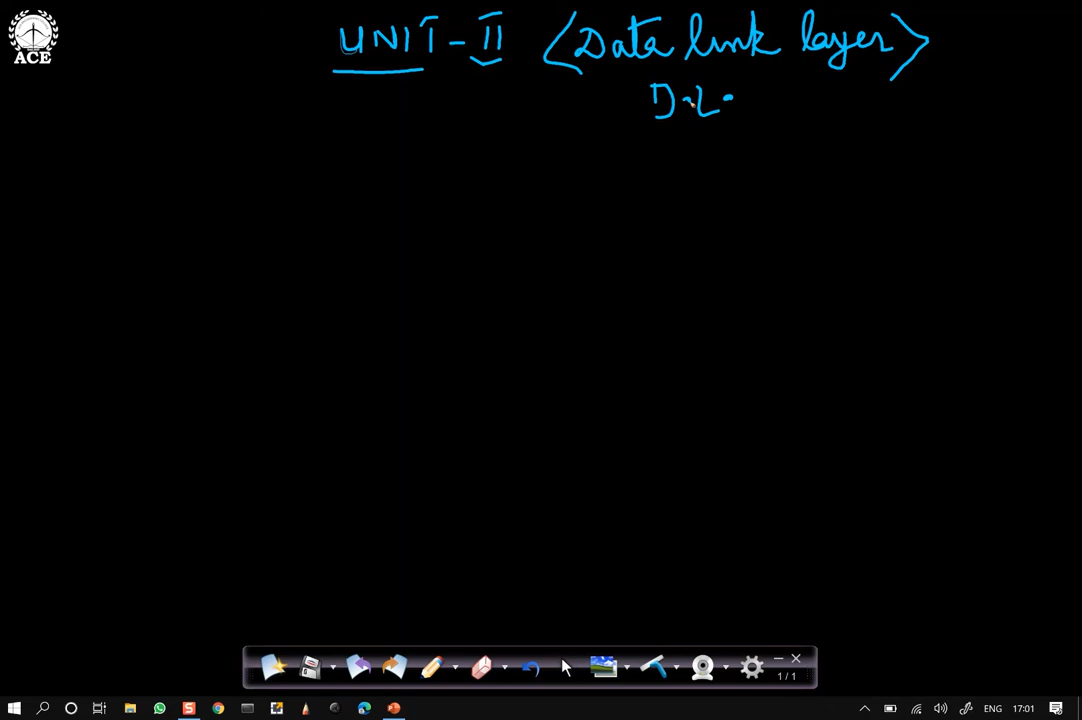 ACE
UNIT - II <Data link layer>
D.L.
1 / 1
ENG 17:01